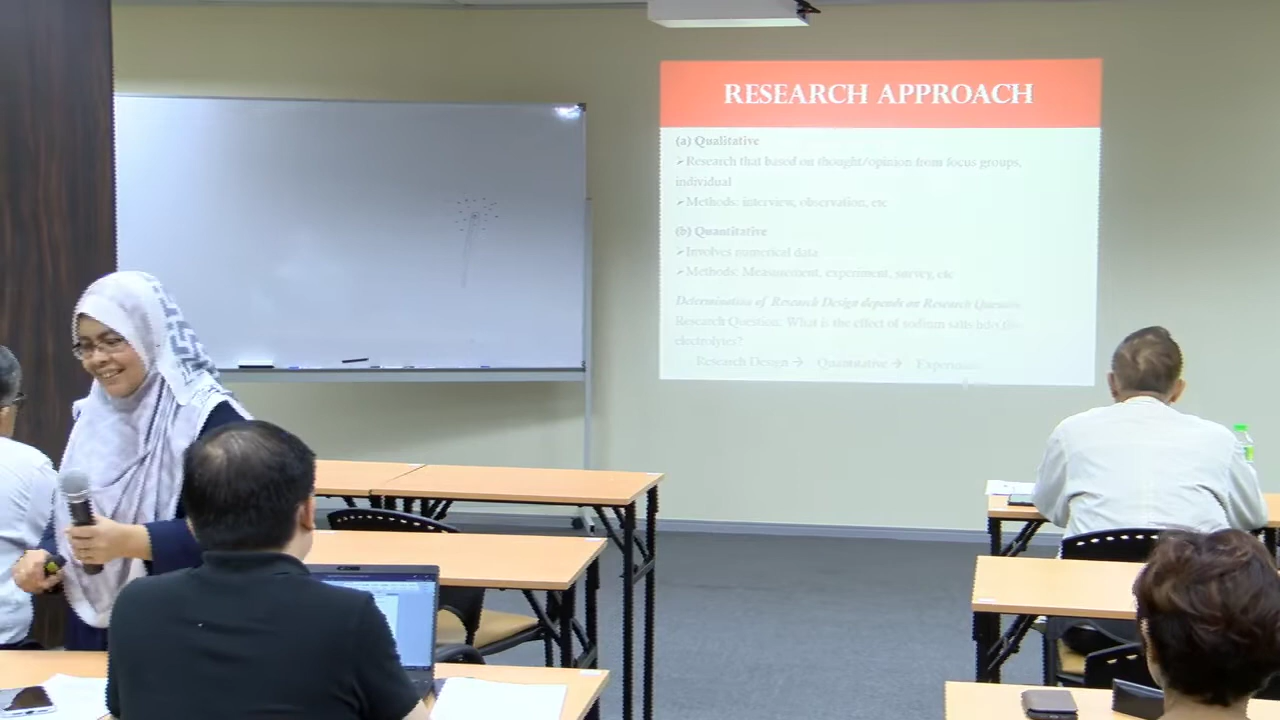 RESEARCH APPROACH
(a) Qualitative
➢Research that based on thought/opinion from focus groups,
individual
➢Methods: interview, observation, etc
(b) Quantitative
➢Involves numerical data
➢Methods: Measurement, experiment, survey, etc
Determination of Research Design depends on Research Question
Research Question: What is the effect of sodium salts into the
electrolytes?
Research Design → Quantitative →